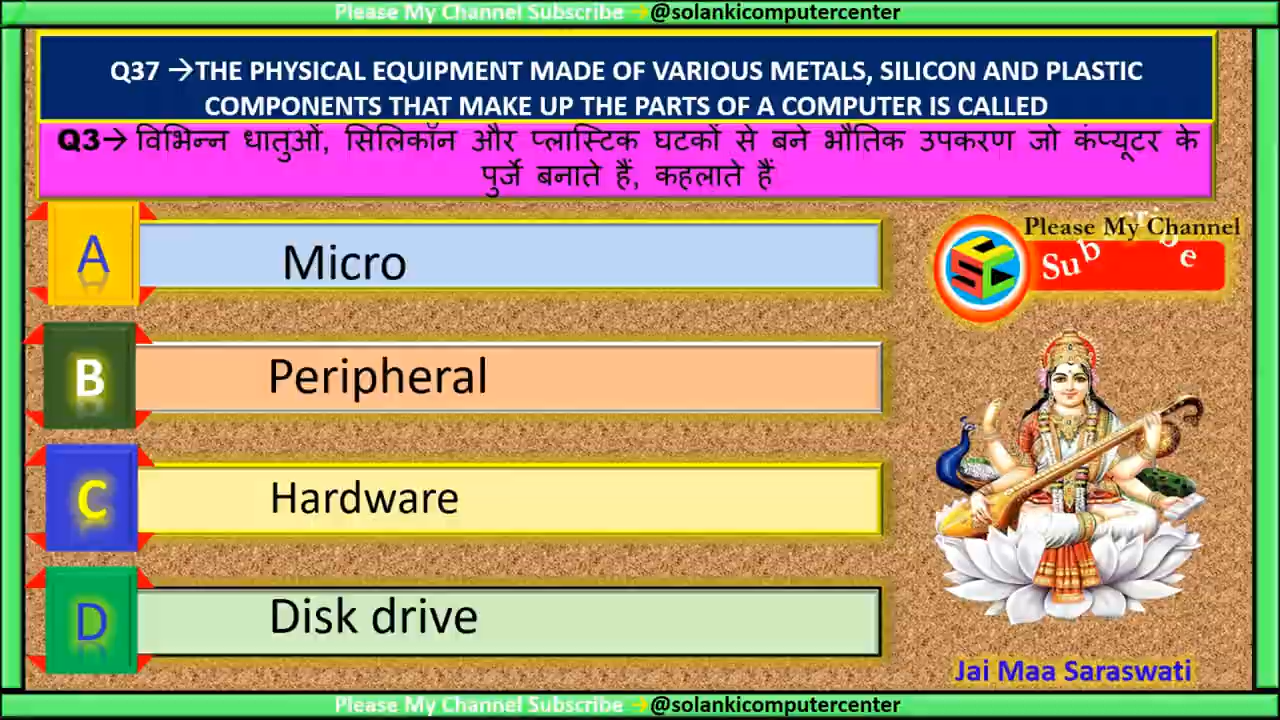 Please My Channel Subscribe →@solankicomputercenter
Q37 →THE PHYSICAL EQUIPMENT MADE OF VARIOUS METALS, SILICON AND PLASTIC
COMPONENTS THAT MAKE UP THE PARTS OF A COMPUTER IS CALLED
Q3→ विभिन्न धातुओं, सिलिकॉन और प्लास्टिक घटकों से बने भौतिक उपकरण जो कंप्यूटर के
पुर्जे बनाते हैं, कहलाते हैं
A Micro
Please My Channel
Subscribe
SCC
B Peripheral
C Hardware
D Disk drive
Jai Maa Saraswati
Please My Channel Subscribe →@solankicomputercenter